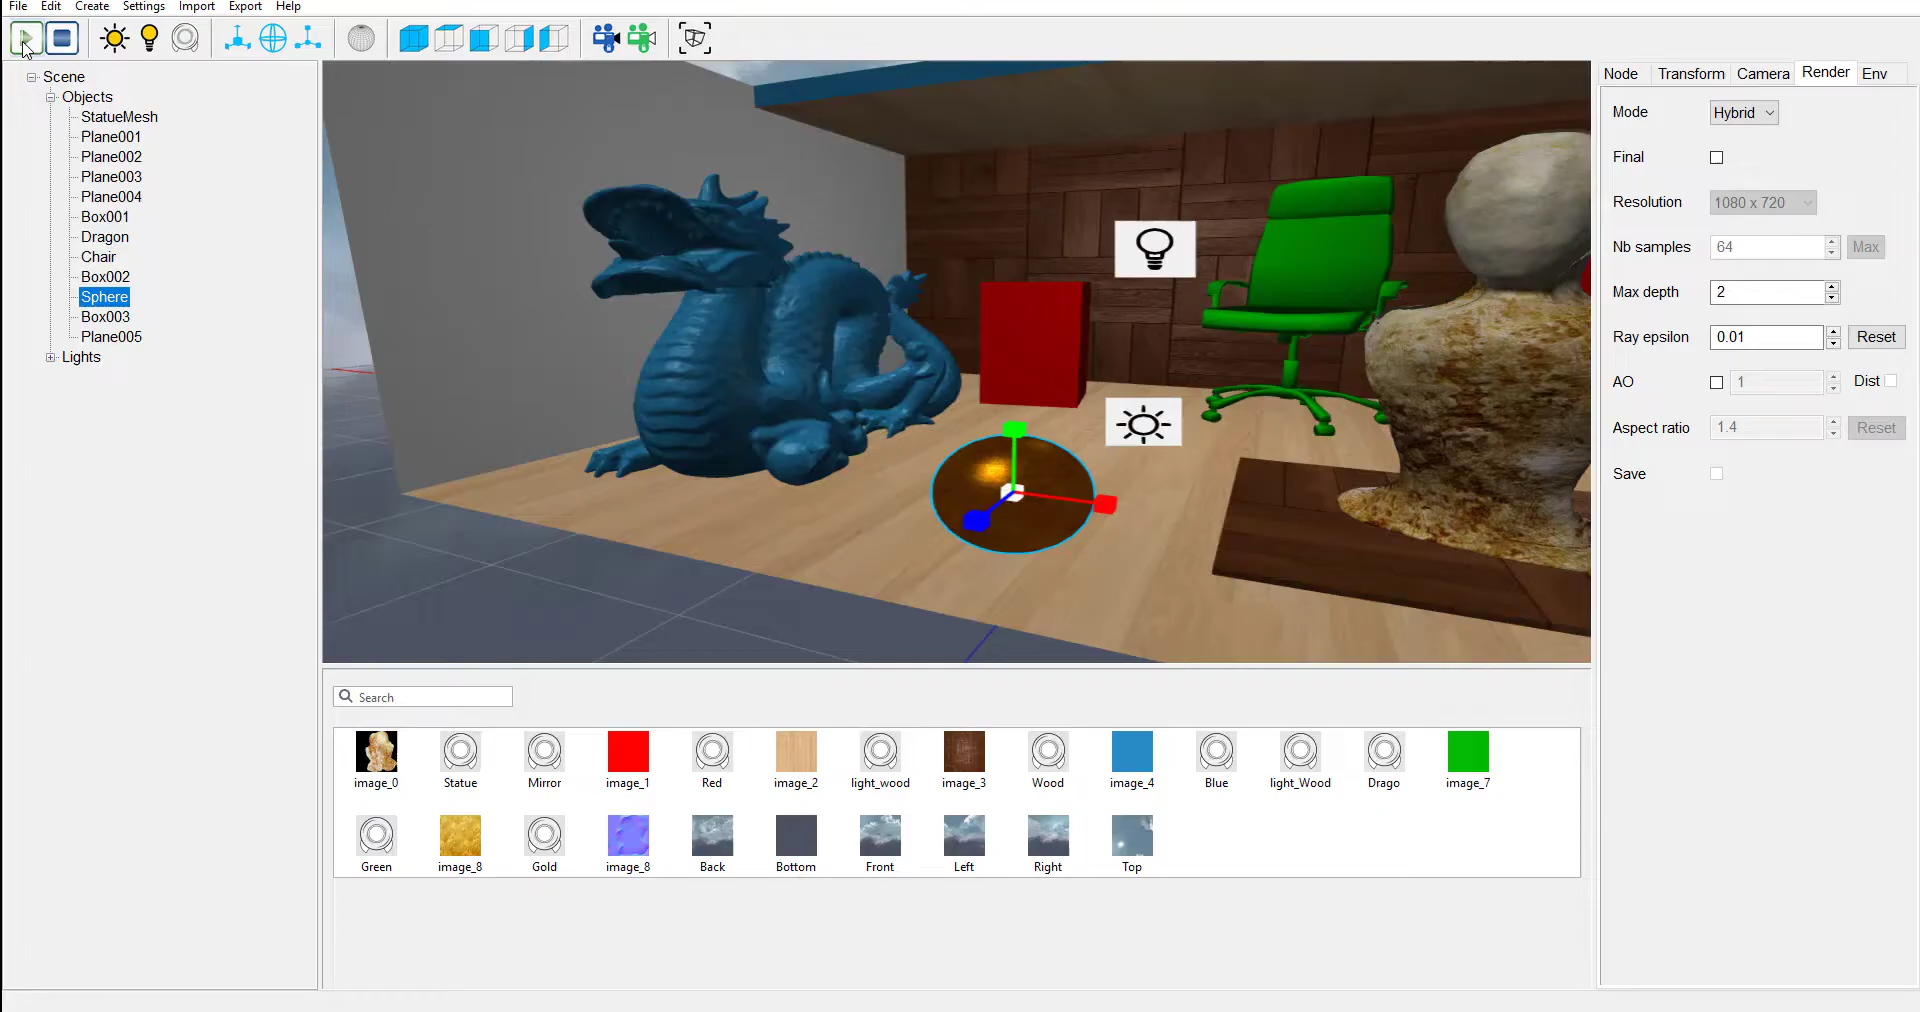 File Edit Create Settings Import Export Help
Scene
Objects
StatueMesh
Plane001
Plane002
Plane003
Plane004
Box001
Dragon
Chair
Box002
Sphere
Box003
Plane005
Lights
Node Transform Camera Render Env
Mode Hybrid
Final
Resolution 1080 x 720
Nb samples 64 Max
Max depth 2
Ray epsilon 0.01 Reset
AO 1 Dist
Aspect ratio 1.4 Reset
Save
Search
image_0 Statue Mirror image_1 Red image_2 light_wood image_3 Wood image_4 Blue light_Wood Drago image_7
Green image_8 Gold image_8 Back Bottom Front Left Right Top